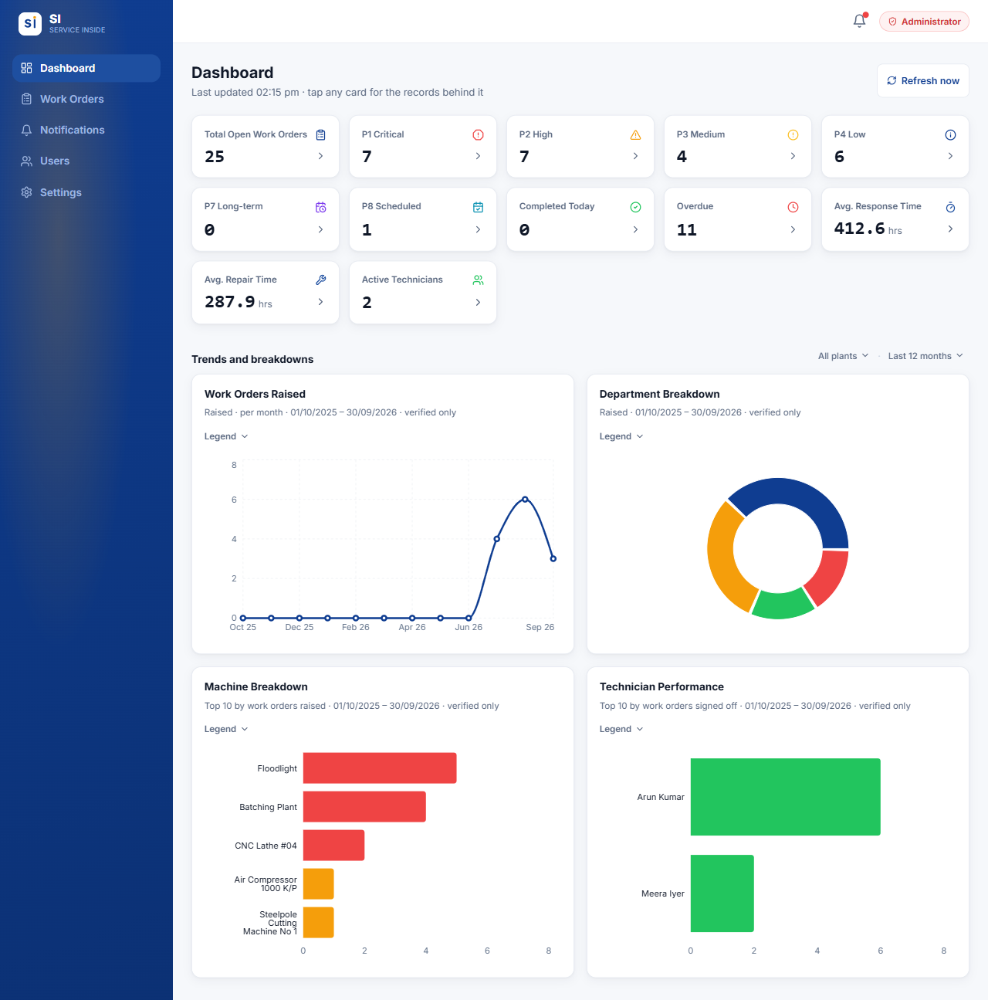 si
SI
SERVICE INSIDE
Administrator
Dashboard
Work Orders
Notifications
Users
Settings
Dashboard
Last updated 02:15 pm · tap any card for the records behind it
Refresh now
Total Open Work Orders
25
P1 Critical
7
P2 High
7
P3 Medium
4
P4 Low
6
P7 Long-term
0
P8 Scheduled
1
Completed Today
0
Overdue
11
Avg. Response Time
412.6 hrs
Avg. Repair Time
287.9 hrs
Active Technicians
2
Trends and breakdowns
All plants · Last 12 months
Work Orders Raised
Raised · per month · 01/10/2025 – 30/09/2026 · verified only
Legend
8
6
4
2
0
Oct 25 Dec 25 Feb 26 Apr 26 Jun 26 Sep 26
Department Breakdown
Raised · 01/10/2025 – 30/09/2026 · verified only
Legend
Machine Breakdown
Top 10 by work orders raised · 01/10/2025 – 30/09/2026 · verified only
Legend
Floodlight
Batching Plant
CNC Lathe #04
Air Compressor
1000 K/P
Steelpole
Cutting
Machine No 1
0 2 4 6 8
Technician Performance
Top 10 by work orders signed off · 01/10/2025 – 30/09/2026 · verified only
Legend
Arun Kumar
Meera Iyer
0 2 4 6 8